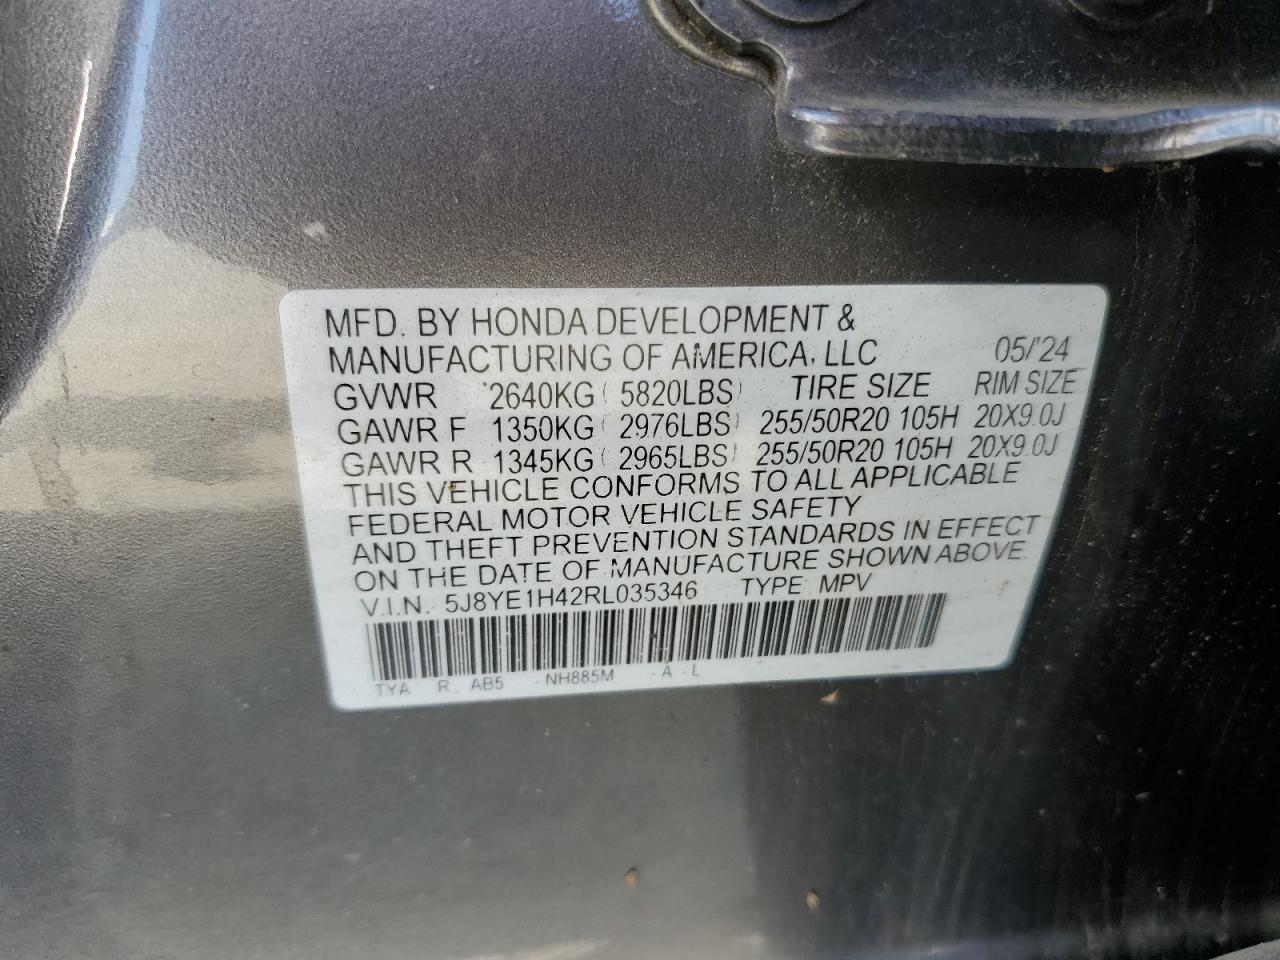 MFD. BY HONDA DEVELOPMENT &
MANUFACTURING OF AMERICA, LLC 05/'24
GVWR 2640KG ( 5820LBS) TIRE SIZE RIM SIZE
GAWR F 1350KG ( 2976LBS) 255/50R20 105H 20X9.0J
GAWR R 1345KG ( 2965LBS) 255/50R20 105H 20X9.0J
THIS VEHICLE CONFORMS TO ALL APPLICABLE
FEDERAL MOTOR VEHICLE SAFETY
AND THEFT PREVENTION STANDARDS IN EFFECT
ON THE DATE OF MANUFACTURE SHOWN ABOVE.
V.I.N. 5J8YE1H42RL035346 TYPE: MPV
TYA R AB5 - NH885M - A - L